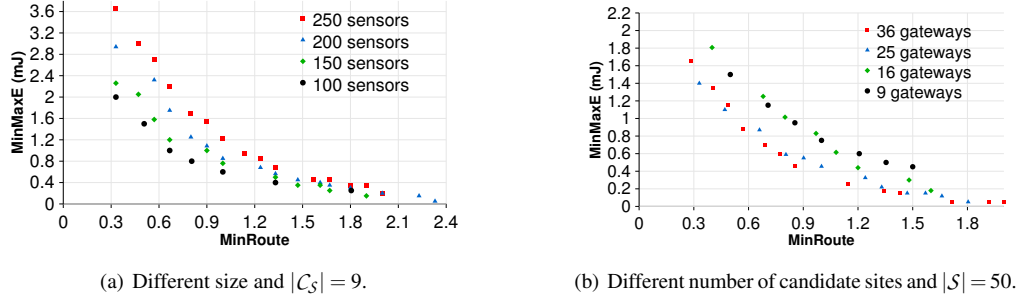 3.6
3.2
2.8
2.4
2
1.6
1.2
0.8
0.4
0
MinMaxE (mJ)
250 sensors
200 sensors
150 sensors
100 sensors
0 0.3 0.6 0.9 1.2 1.5 1.8 2.1 2.4
MinRoute
(a) Different size and |C_S| = 9.
2.2
2
1.8
1.6
1.4
1.2
1
0.8
0.6
0.4
0.2
0
MinMaxE (mJ)
36 gateways
25 gateways
16 gateways
9 gateways
0 0.3 0.6 0.9 1.2 1.5 1.8
MinRoute
(b) Different number of candidate sites and |S| = 50.